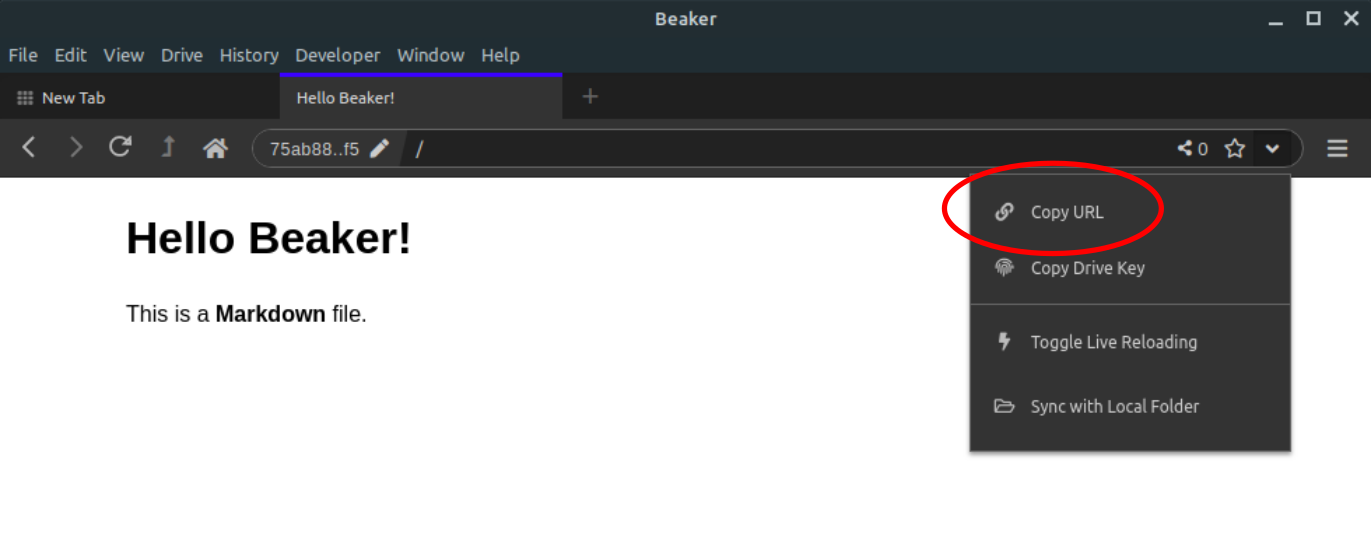 Beaker
File Edit View Drive History Developer Window Help
New Tab Hello Beaker! +
75ab88..f5 / 0
Copy URL
Hello Beaker!
Copy Drive Key
This is a Markdown file.
Toggle Live Reloading
Sync with Local Folder